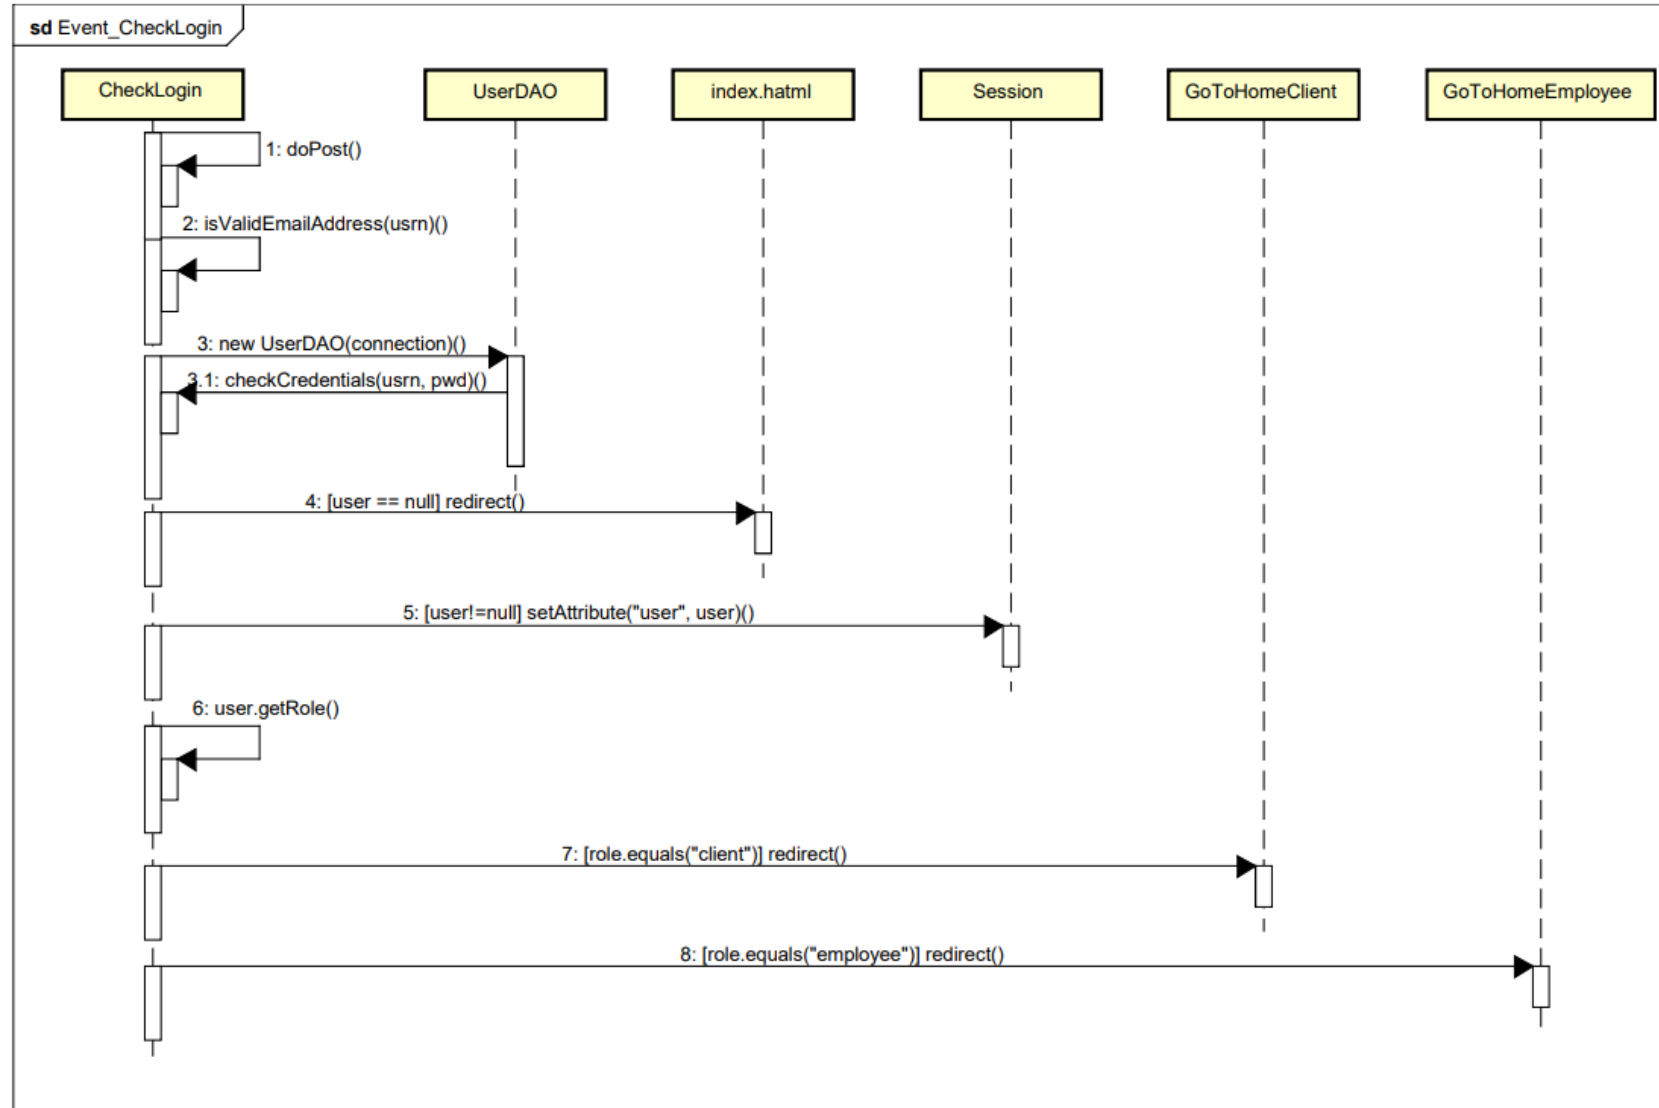 sd Event_CheckLogin
CheckLogin
UserDAO
index.hatml
Session
GoToHomeClient
GoToHomeEmployee
1: doPost()
2: isValidEmailAddress(usrn)()
3: new UserDAO(connection)()
3.1: checkCredentials(usrn, pwd)()
4: [user == null] redirect()
5: [user!=null] setAttribute("user", user)()
6: user.getRole()
7: [role.equals("client")] redirect()
8: [role.equals("employee")] redirect()